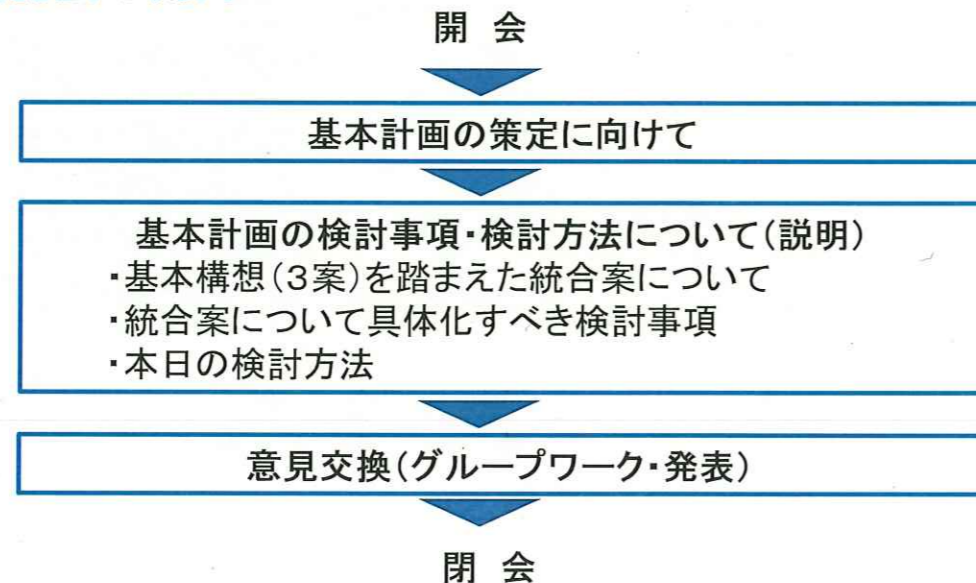 開 会
基本計画の策定に向けて
基本計画の検討事項・検討方法について(説明)
・基本構想(3案)を踏まえた統合案について
・統合案について具体化すべき検討事項
・本日の検討方法
意見交換(グループワーク・発表)
閉 会